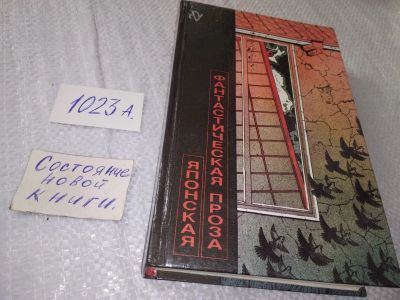 1023 А.
Состояние
новой
книги.
ЯПОНСКАЯ
ФАНТАСТИЧЕСКАЯ ПРОЗА